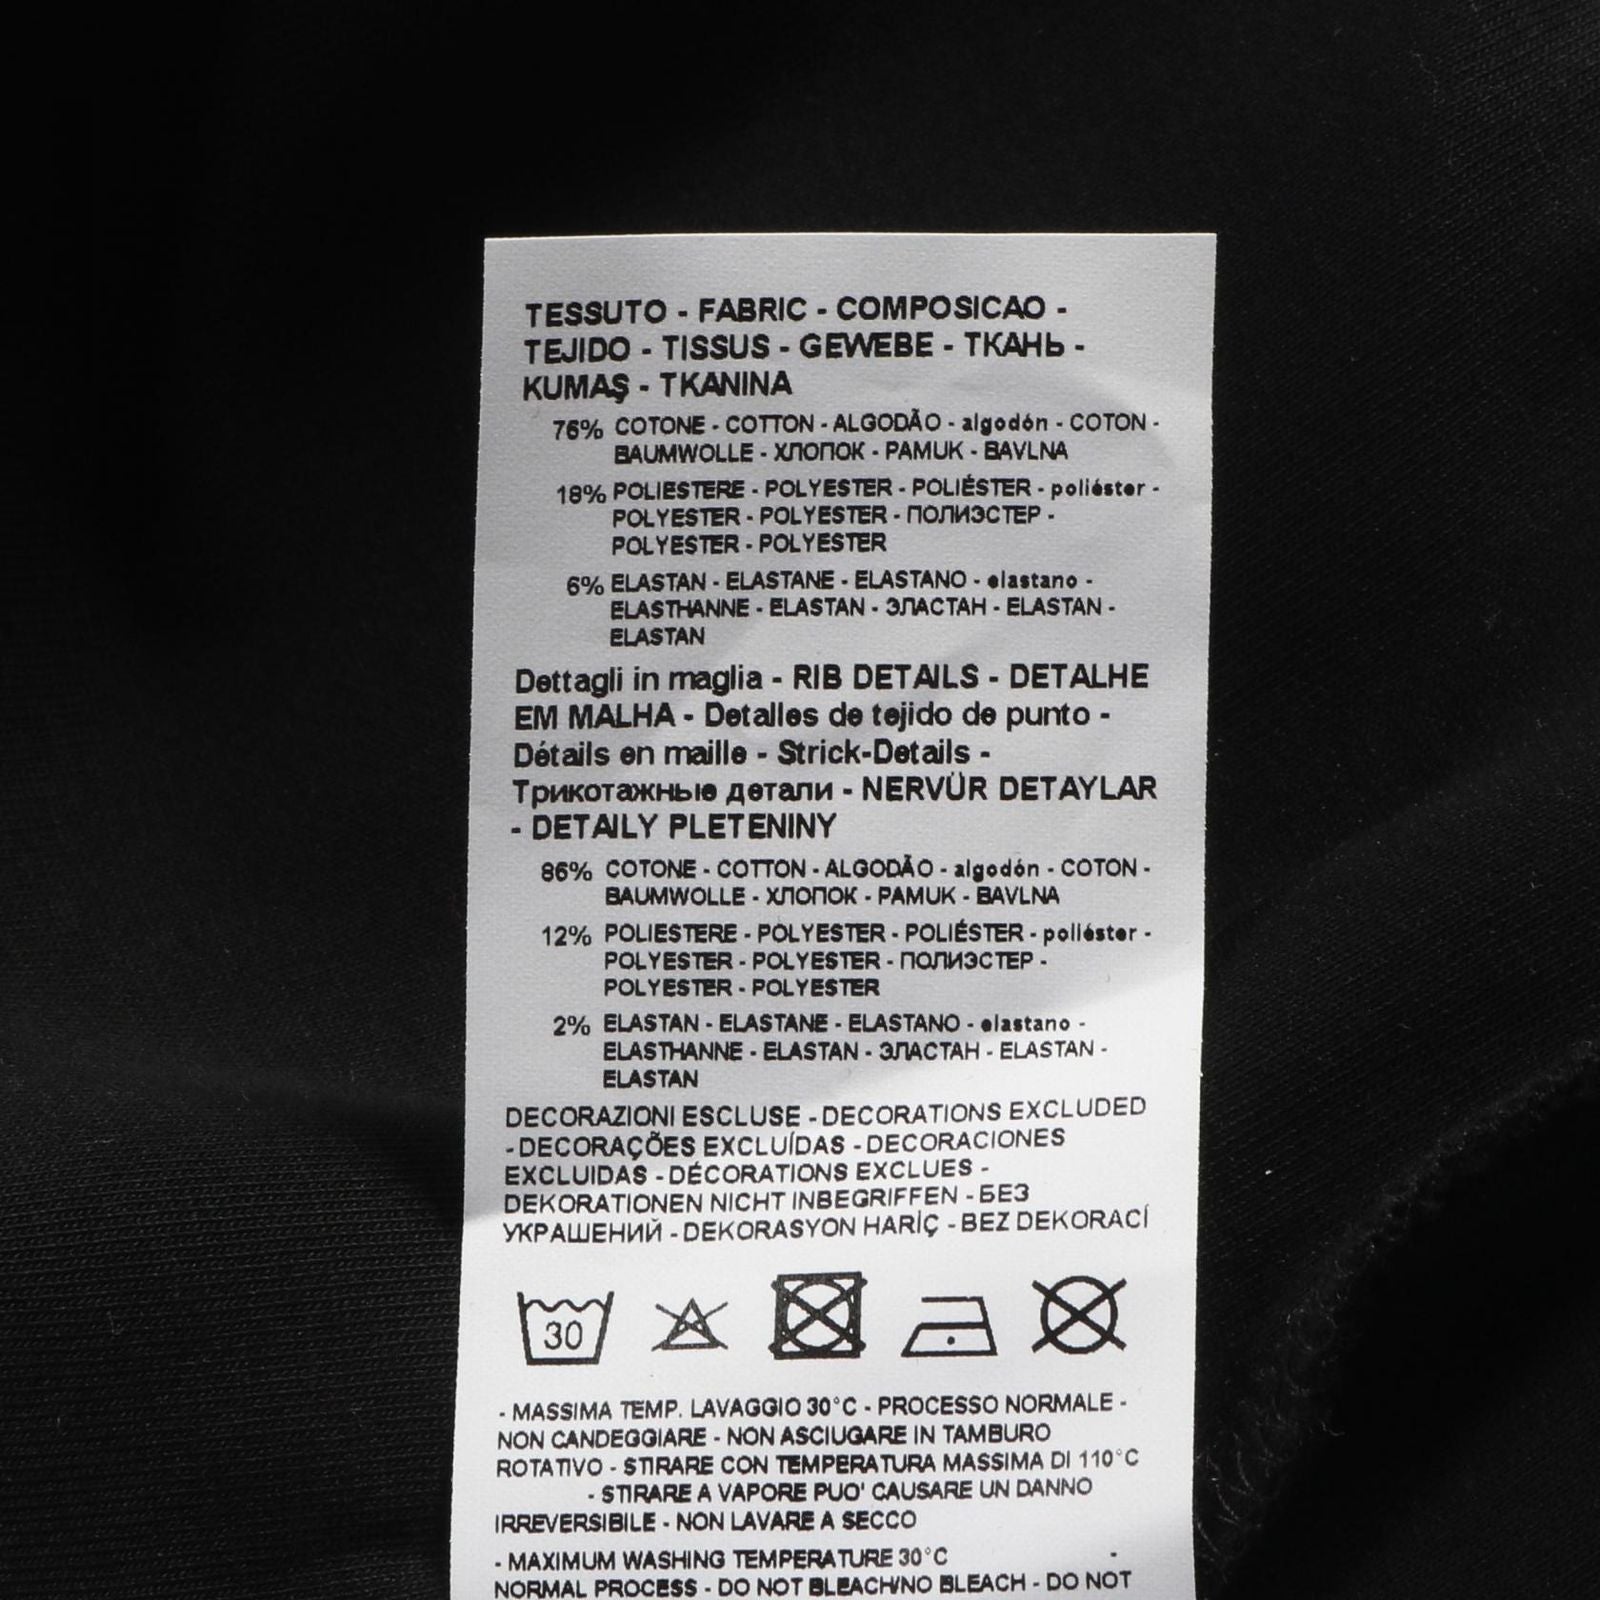 TESSUTO - FABRIC - COMPOSICAO -
TEJIDO - TISSUS - GEWEBE - ТКАНЬ -
KUMAŞ - TKANINA
76% COTONE - COTTON - ALGODÃO - algodón - COTON -
BAUMWOLLE - ХЛОПОК - PAMUK - BAVLNA
18% POLIESTERE - POLYESTER - POLIÉSTER - poliéster -
POLYESTER - POLYESTER - ПОЛИЭСТЕР -
POLYESTER - POLYESTER
6% ELASTAN - ELASTANE - ELASTANO - elastano -
ELASTHANNE - ELASTAN - ЭЛАСТАН - ELASTAN -
ELASTAN
Dettagli in maglia - RIB DETAILS - DETALHE
EM MALHA - Detalles de tejido de punto -
Détails en maille - Strick-Details -
Трикотажные детали - NERVÜR DETAYLAR
- DETAILY PLETENINY
86% COTONE - COTTON - ALGODÃO - algodón - COTON -
BAUMWOLLE - ХЛОПОК - PAMUK - BAVLNA
12% POLIESTERE - POLYESTER - POLIÉSTER - poliéster -
POLYESTER - POLYESTER - ПОЛИЭСТЕР -
POLYESTER - POLYESTER
2% ELASTAN - ELASTANE - ELASTANO - elastano -
ELASTHANNE - ELASTAN - ЭЛАСТАН - ELASTAN -
ELASTAN
DECORAZIONI ESCLUSE - DECORATIONS EXCLUDED
- DECORAÇÕES EXCLUÍDAS - DECORACIONES
EXCLUIDAS - DÉCORATIONS EXCLUES -
DEKORATIONEN NICHT INBEGRIFFEN - БЕЗ
УКРАШЕНИЙ - DEKORASYON HARİÇ - BEZ DEKORACÍ
30
- MASSIMA TEMP. LAVAGGIO 30°C - PROCESSO NORMALE -
NON CANDEGGIARE - NON ASCIUGARE IN TAMBURO
ROTATIVO - STIRARE CON TEMPERATURA MASSIMA DI 110°C
- STIRARE A VAPORE PUO' CAUSARE UN DANNO
IRREVERSIBILE - NON LAVARE A SECCO
- MAXIMUM WASHING TEMPERATURE 30°C -
NORMAL PROCESS - DO NOT BLEACH/NO BLEACH - DO NOT